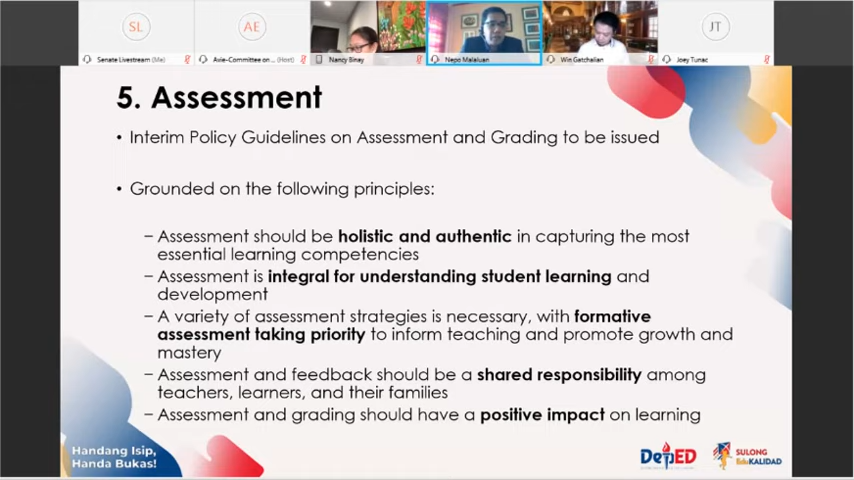 SL
AE
JT
Senate Livestream (Me)
Avie-Committee on... (Host)
Nancy Binay
Nepo Malaluan
Win Gatchalian
Joey Tunac
5. Assessment
• Interim Policy Guidelines on Assessment and Grading to be issued
• Grounded on the following principles:
– Assessment should be holistic and authentic in capturing the most
essential learning competencies
– Assessment is integral for understanding student learning and
development
– A variety of assessment strategies is necessary, with formative
assessment taking priority to inform teaching and promote growth and
mastery
– Assessment and feedback should be a shared responsibility among
teachers, learners, and their families
– Assessment and grading should have a positive impact on learning
Handang Isip,
Handa Bukas!
DepED
SULONG
EduKALIDAD